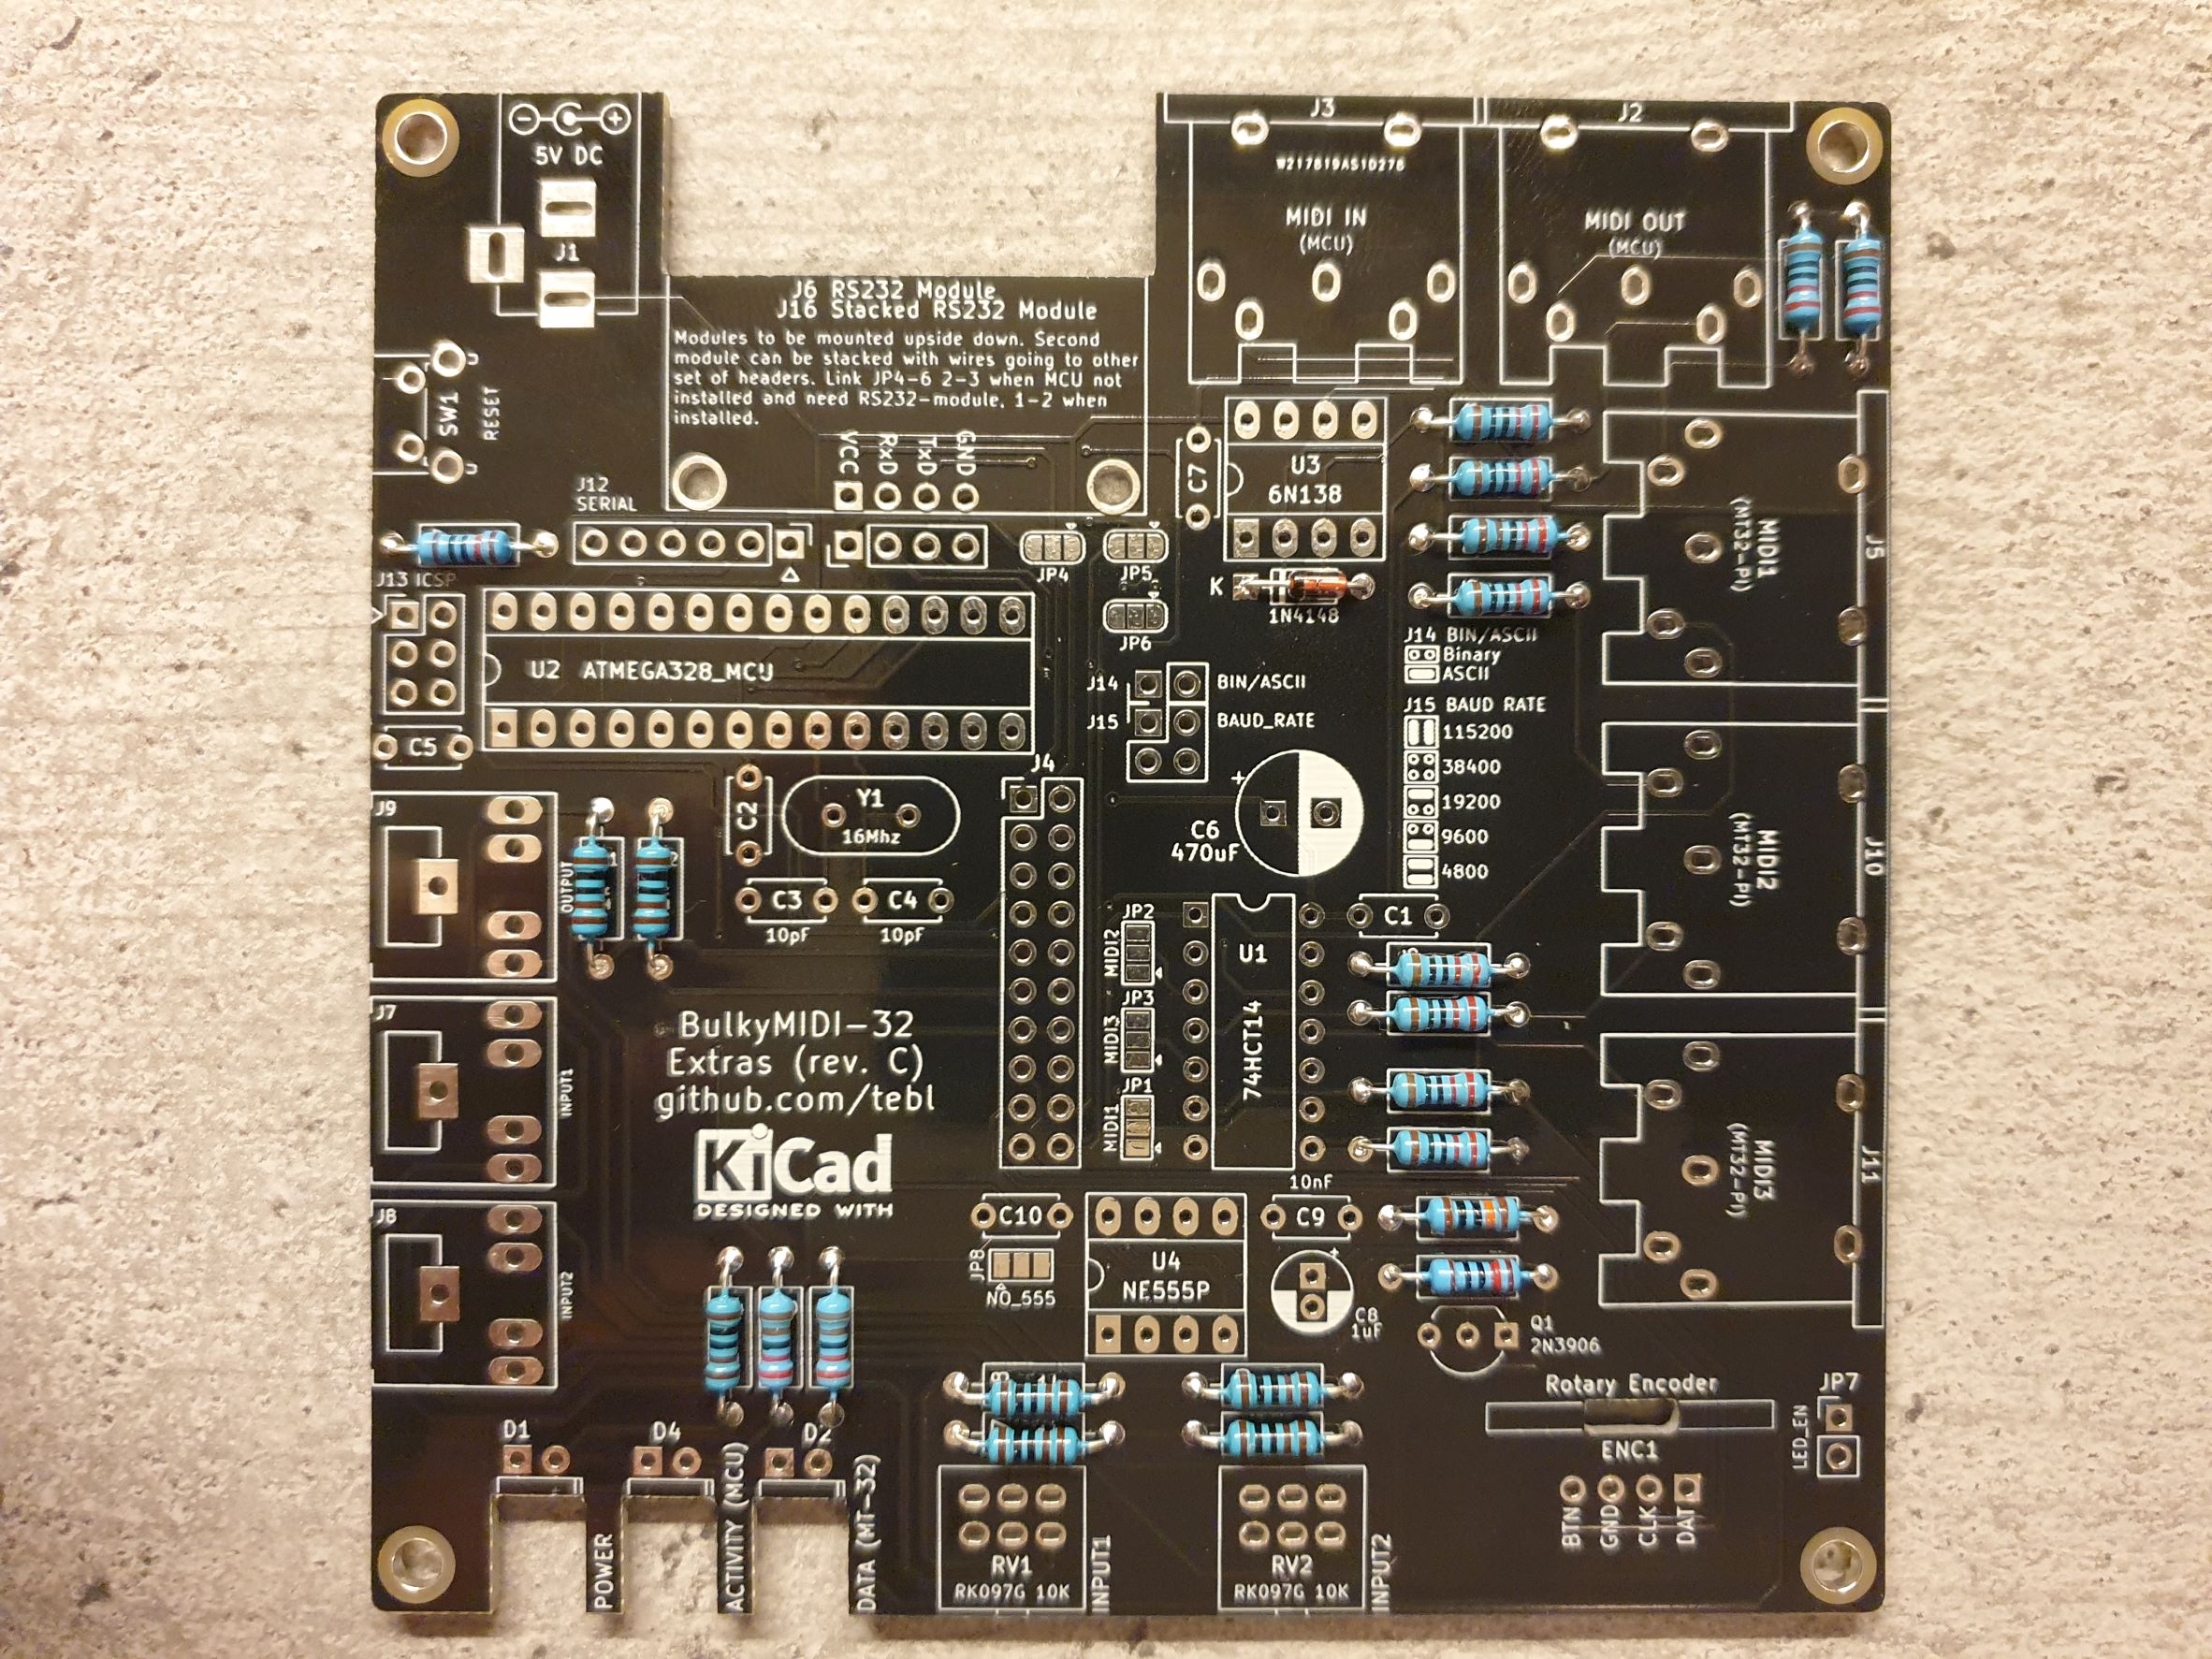 5V DC
J1
J3
W217619AS1D276
MIDI IN
(MCU)
J2
MIDI OUT
(MCU)
J6 RS232 Module
J16 Stacked RS232 Module
Modules to be mounted upside down. Second
module can be stacked with wires going to other
set of headers. Link JP4-6 2-3 when MCU not
installed and need RS232-module, 1-2 when
installed.
VCC
RxD
TxD
GND
SW1
RESET
J12
SERIAL
J13 ICSP
JP4
JP5
JP6
C7
U3
6N138
K
1N4148
MIDI1
(MT32-PI)
J5
U2 ATMEGA328_MCU
C5
J14
BIN/ASCII
J15
BAUD_RATE
J14 BIN/ASCII
Binary
ASCII
J15 BAUD RATE
115200
38400
19200
9600
4800
C6
470uF
MIDI2
(MT32-PI)
J10
J9
OUTPUT
C2
Y1
16Mhz
C3
10pF
C4
10pF
J4
JP2
MIDI2
JP3
MIDI3
JP1
MIDI1
U1
74HCT14
C1
J7
INPUT1
BulkyMIDI-32
Extras (rev. C)
github.com/tebl
KiCad
DESIGNED WITH
MIDI3
(MT32-PI)
J11
J8
INPUT2
C10
JP8
NO_555
U4
NE555P
10nF
C9
C8
1uF
Q1
2N3906
D1
D4
D2
POWER
ACTIVITY (MCU)
DATA (MT-32)
RV1
RK097G 10K
INPUT1
RV2
RK097G 10K
INPUT2
Rotary Encoder
ENC1
BTN
GND
CLK
DAT
JP7
LED_EN